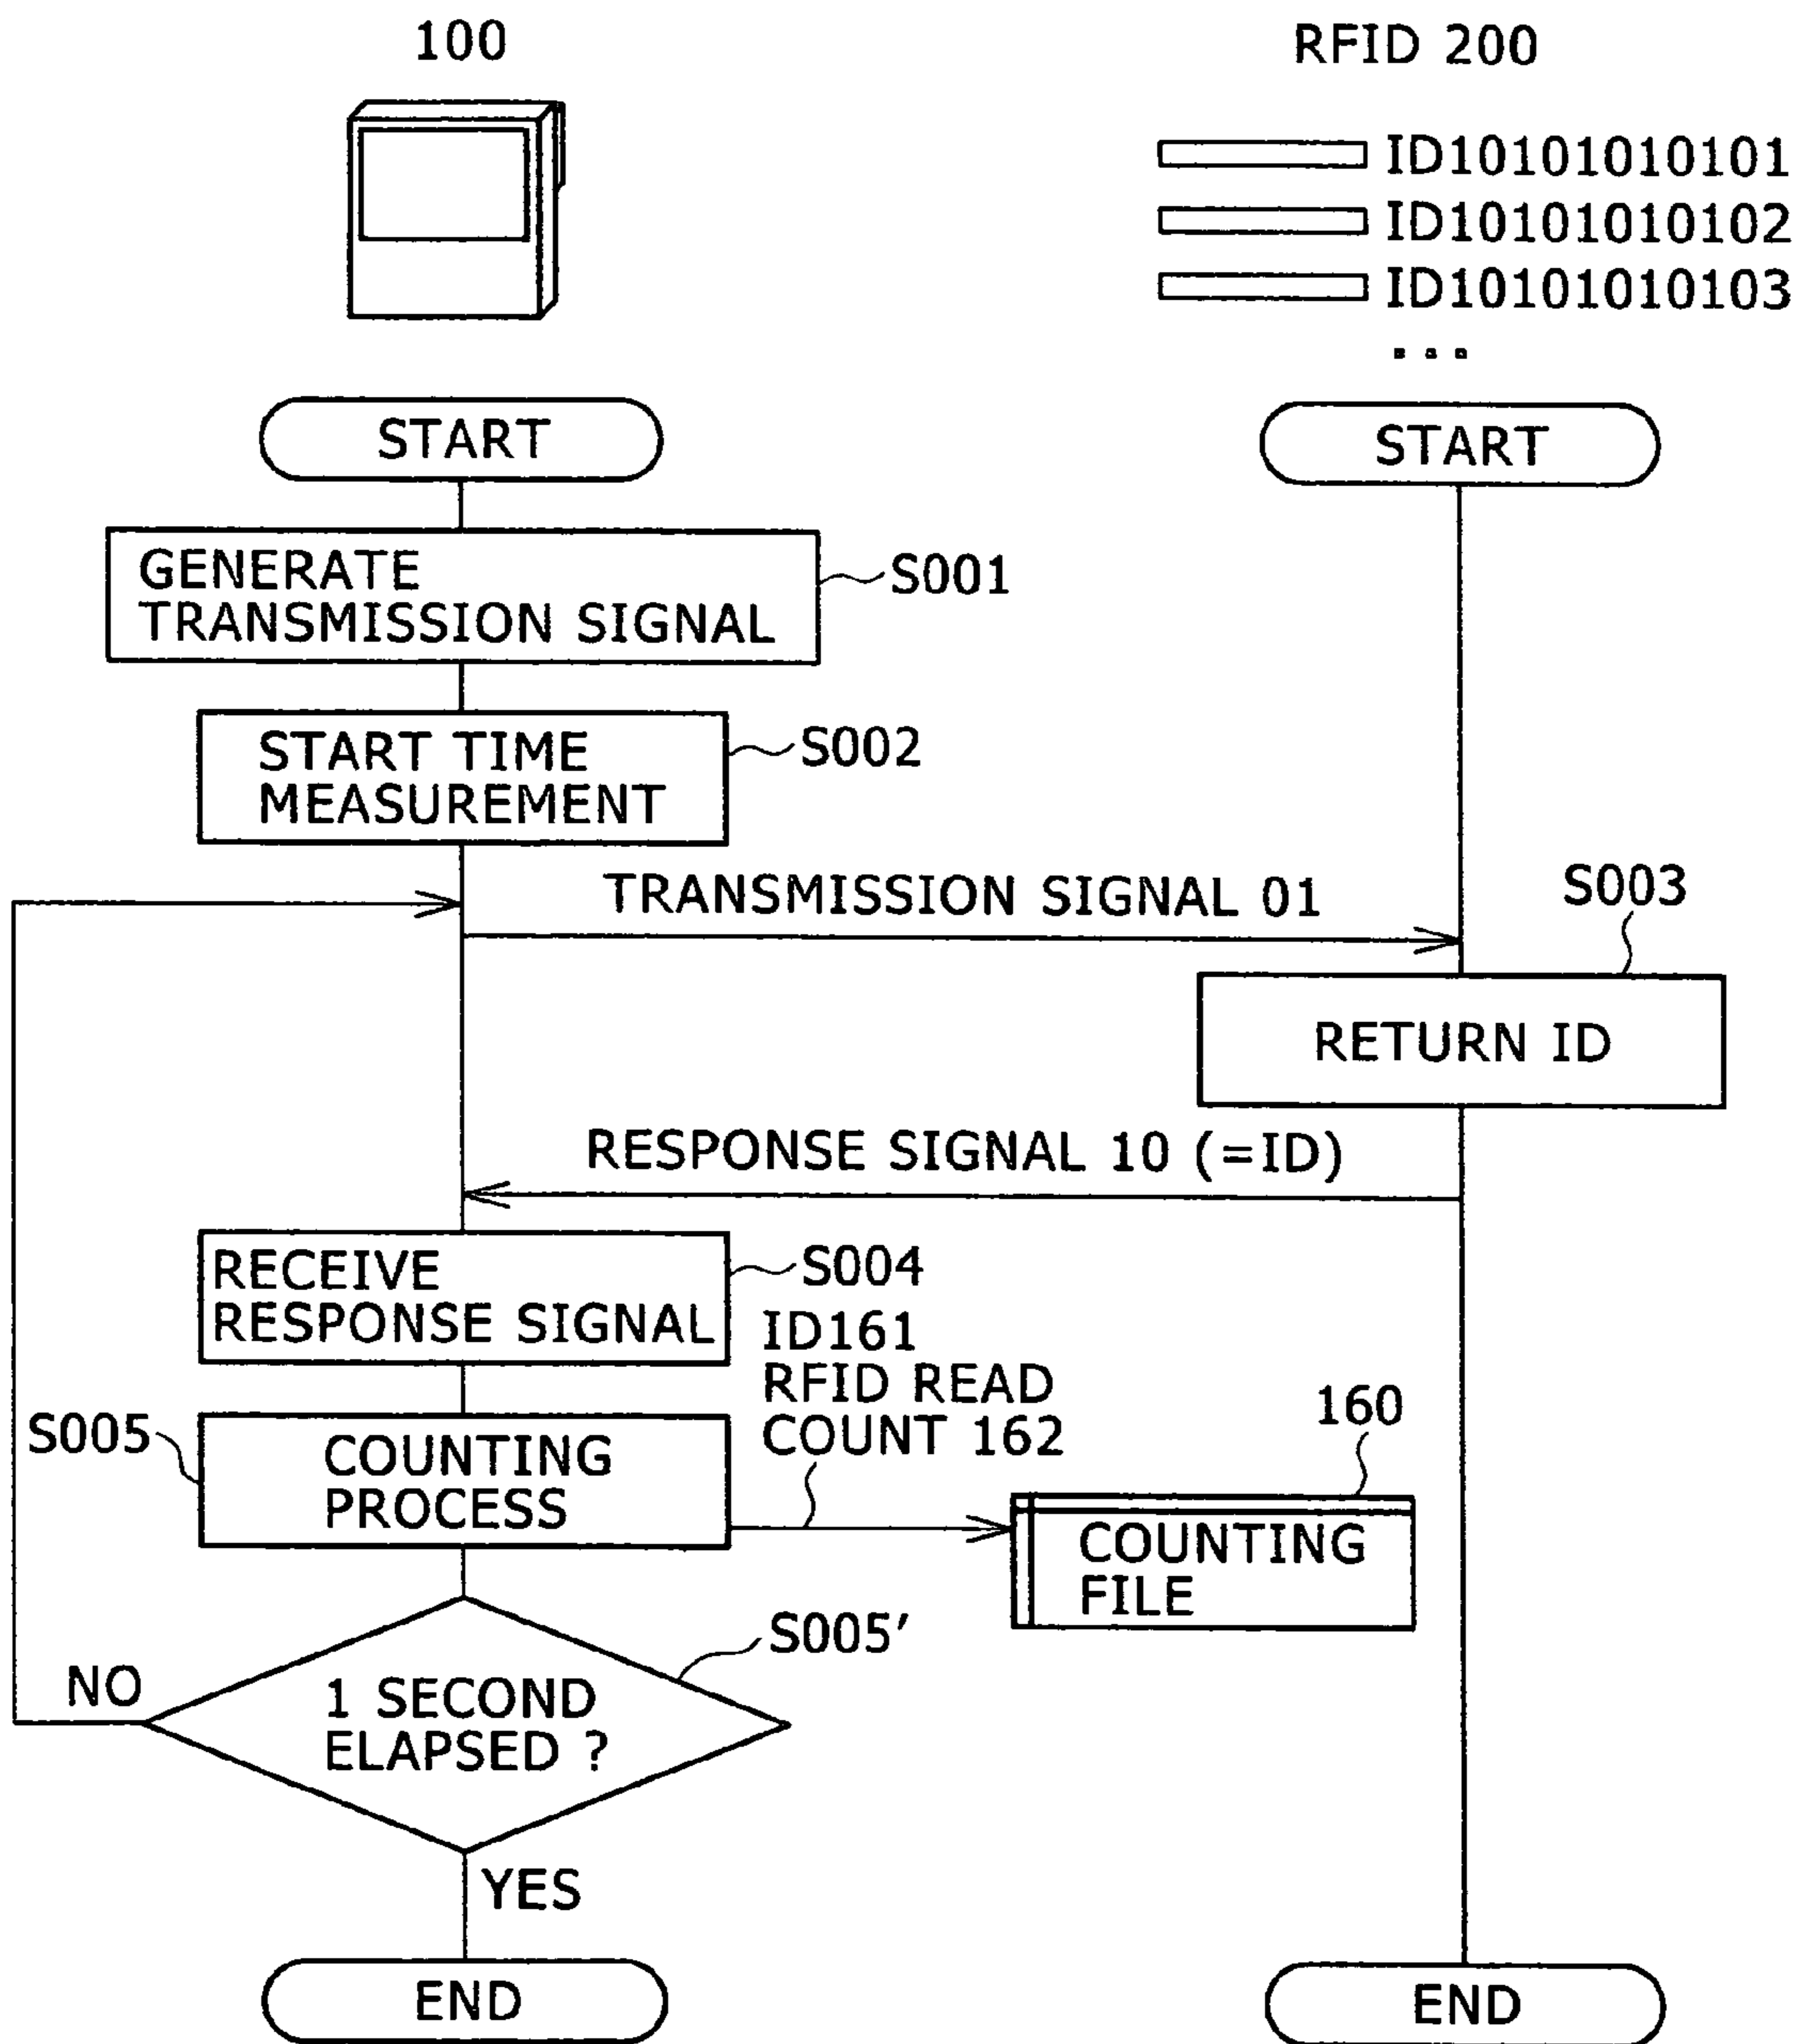 100
RFID 200
ID10101010101
ID10101010102
ID10101010103
...
START
START
GENERATE
TRANSMISSION SIGNAL
S001
START TIME
MEASUREMENT
S002
TRANSMISSION SIGNAL 01
S003
RETURN ID
RESPONSE SIGNAL 10 (=ID)
RECEIVE
RESPONSE SIGNAL
S004
ID161
RFID READ
COUNT 162
S005
COUNTING
PROCESS
160
COUNTING
FILE
S005'
NO
1 SECOND
ELAPSED ?
YES
END
END